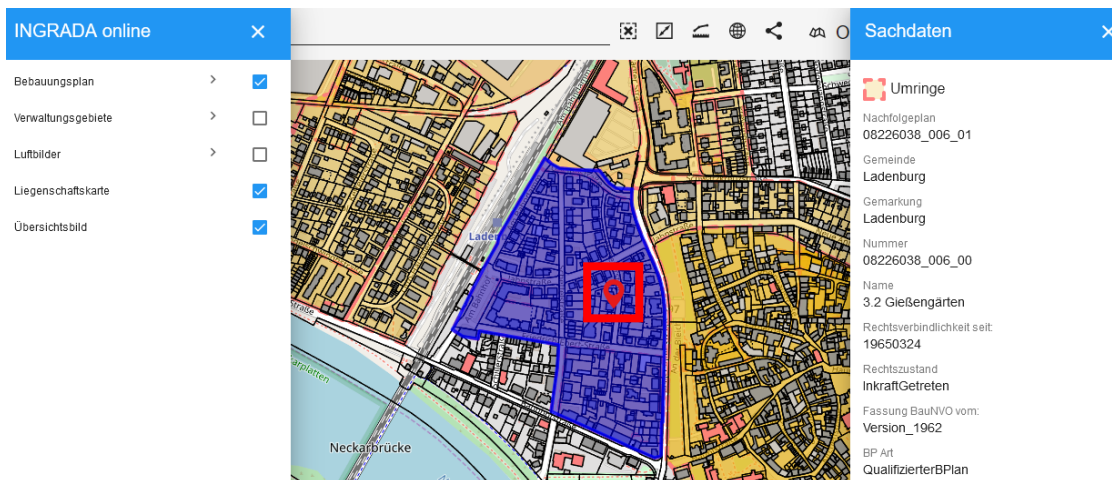 INGRADA online
Bebauungsplan
Verwaltungsgebiete
Luftbilder
Liegenschaftskarte
Übersichtsbild
Neckarbrücke
Sachdaten
Umringe
Nachfolgeplan
08226038_006_01
Gemeinde
Ladenburg
Gemarkung
Ladenburg
Nummer
08226038_006_00
Name
3.2 Gießengärten
Rechtsverbindlichkeit seit:
19650324
Rechtszustand
InkraftGetreten
Fassung BauNVO vom:
Version_1962
BP Art
QualifizierterBPlan